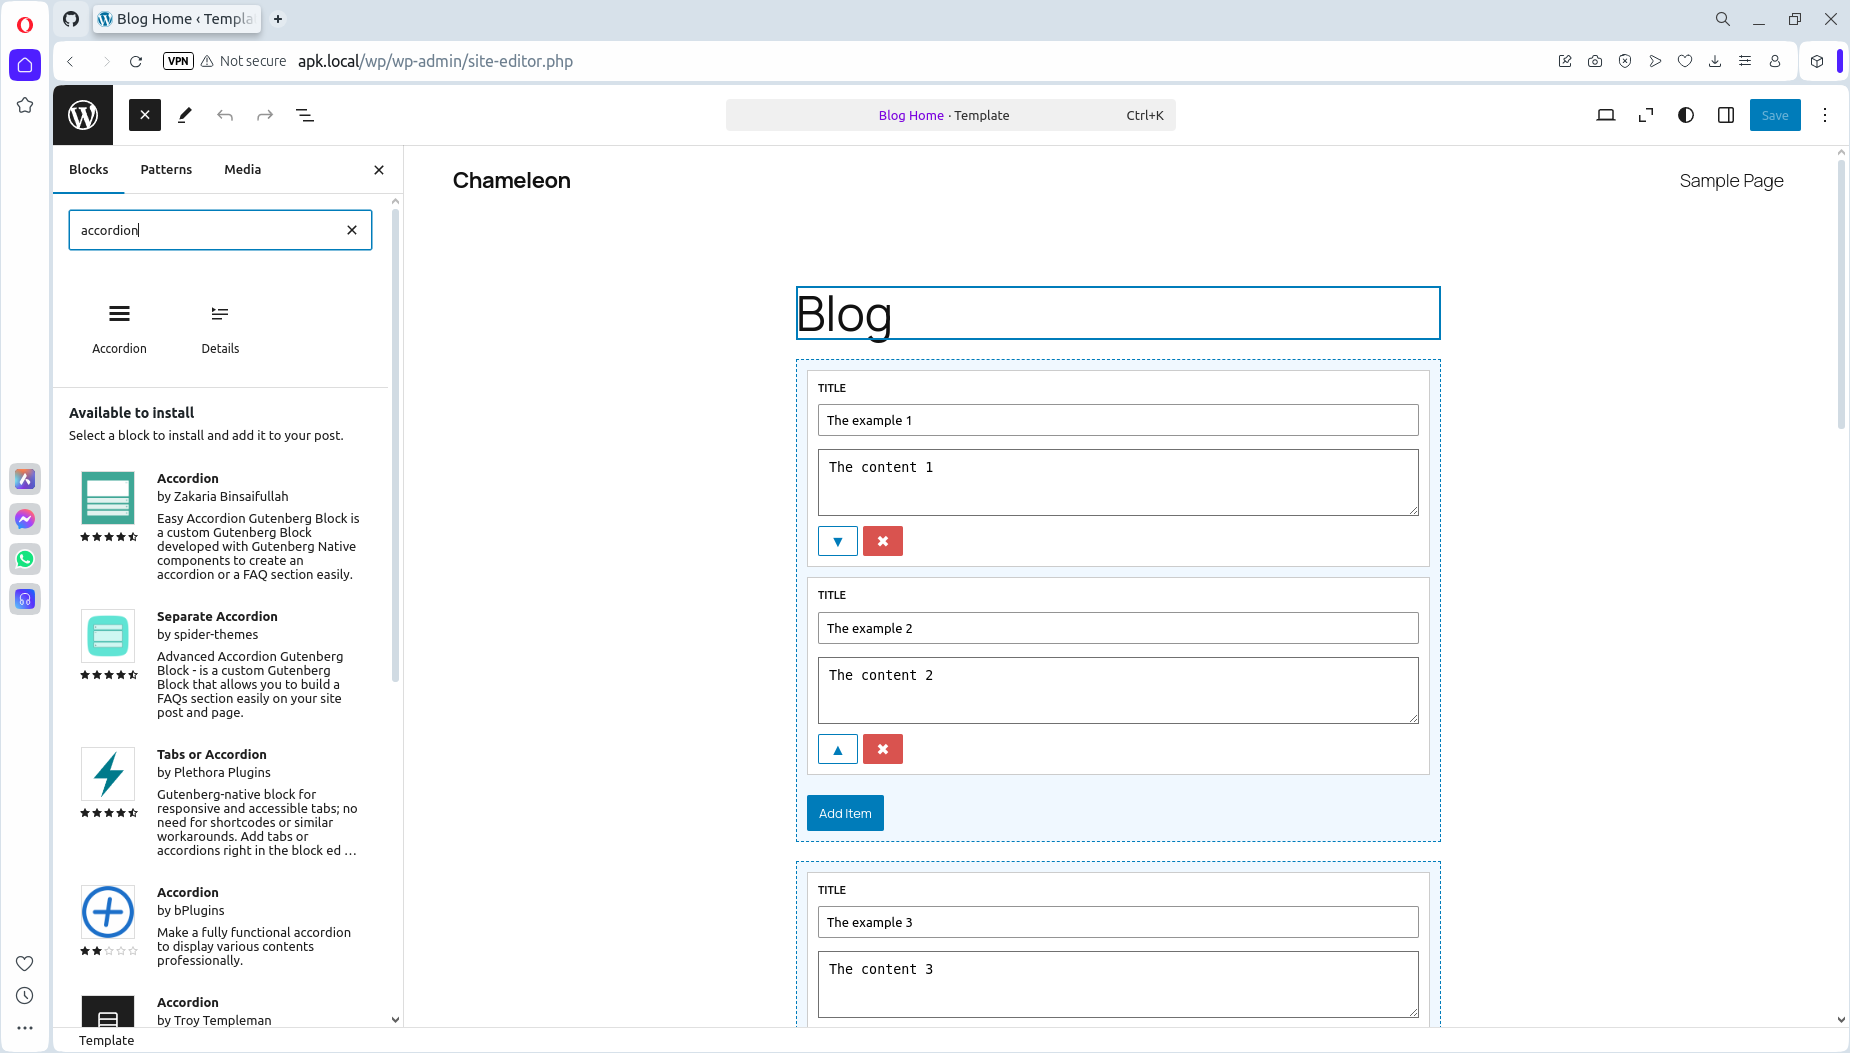 Blog Home ‹ Templa
VPN Not secure apk.local/wp/wp-admin/site-editor.php
Blog Home · Template Ctrl+K
Save
Blocks Patterns Media
accordion
Accordion Details
Available to install
Select a block to install and add it to your post.
Accordion
by Zakaria Binsaifullah
Easy Accordion Gutenberg Block is
a custom Gutenberg Block
developed with Gutenberg Native
components to create an
accordion or a FAQ section easily.
Separate Accordion
by spider-themes
Advanced Accordion Gutenberg
Block - is a custom Gutenberg
Block that allows you to build a
FAQs section easily on your site
post and page.
Tabs or Accordion
by Plethora Plugins
Gutenberg-native block for
responsive and accessible tabs; no
need for shortcodes or similar
workarounds. Add tabs or
accordions right in the block ed …
Accordion
by bPlugins
Make a fully functional accordion
to display various contents
professionally.
Accordion
by Troy Templeman
Chameleon
Sample Page
Blog
TITLE
The example 1
The content 1
TITLE
The example 2
The content 2
Add Item
TITLE
The example 3
The content 3
Template